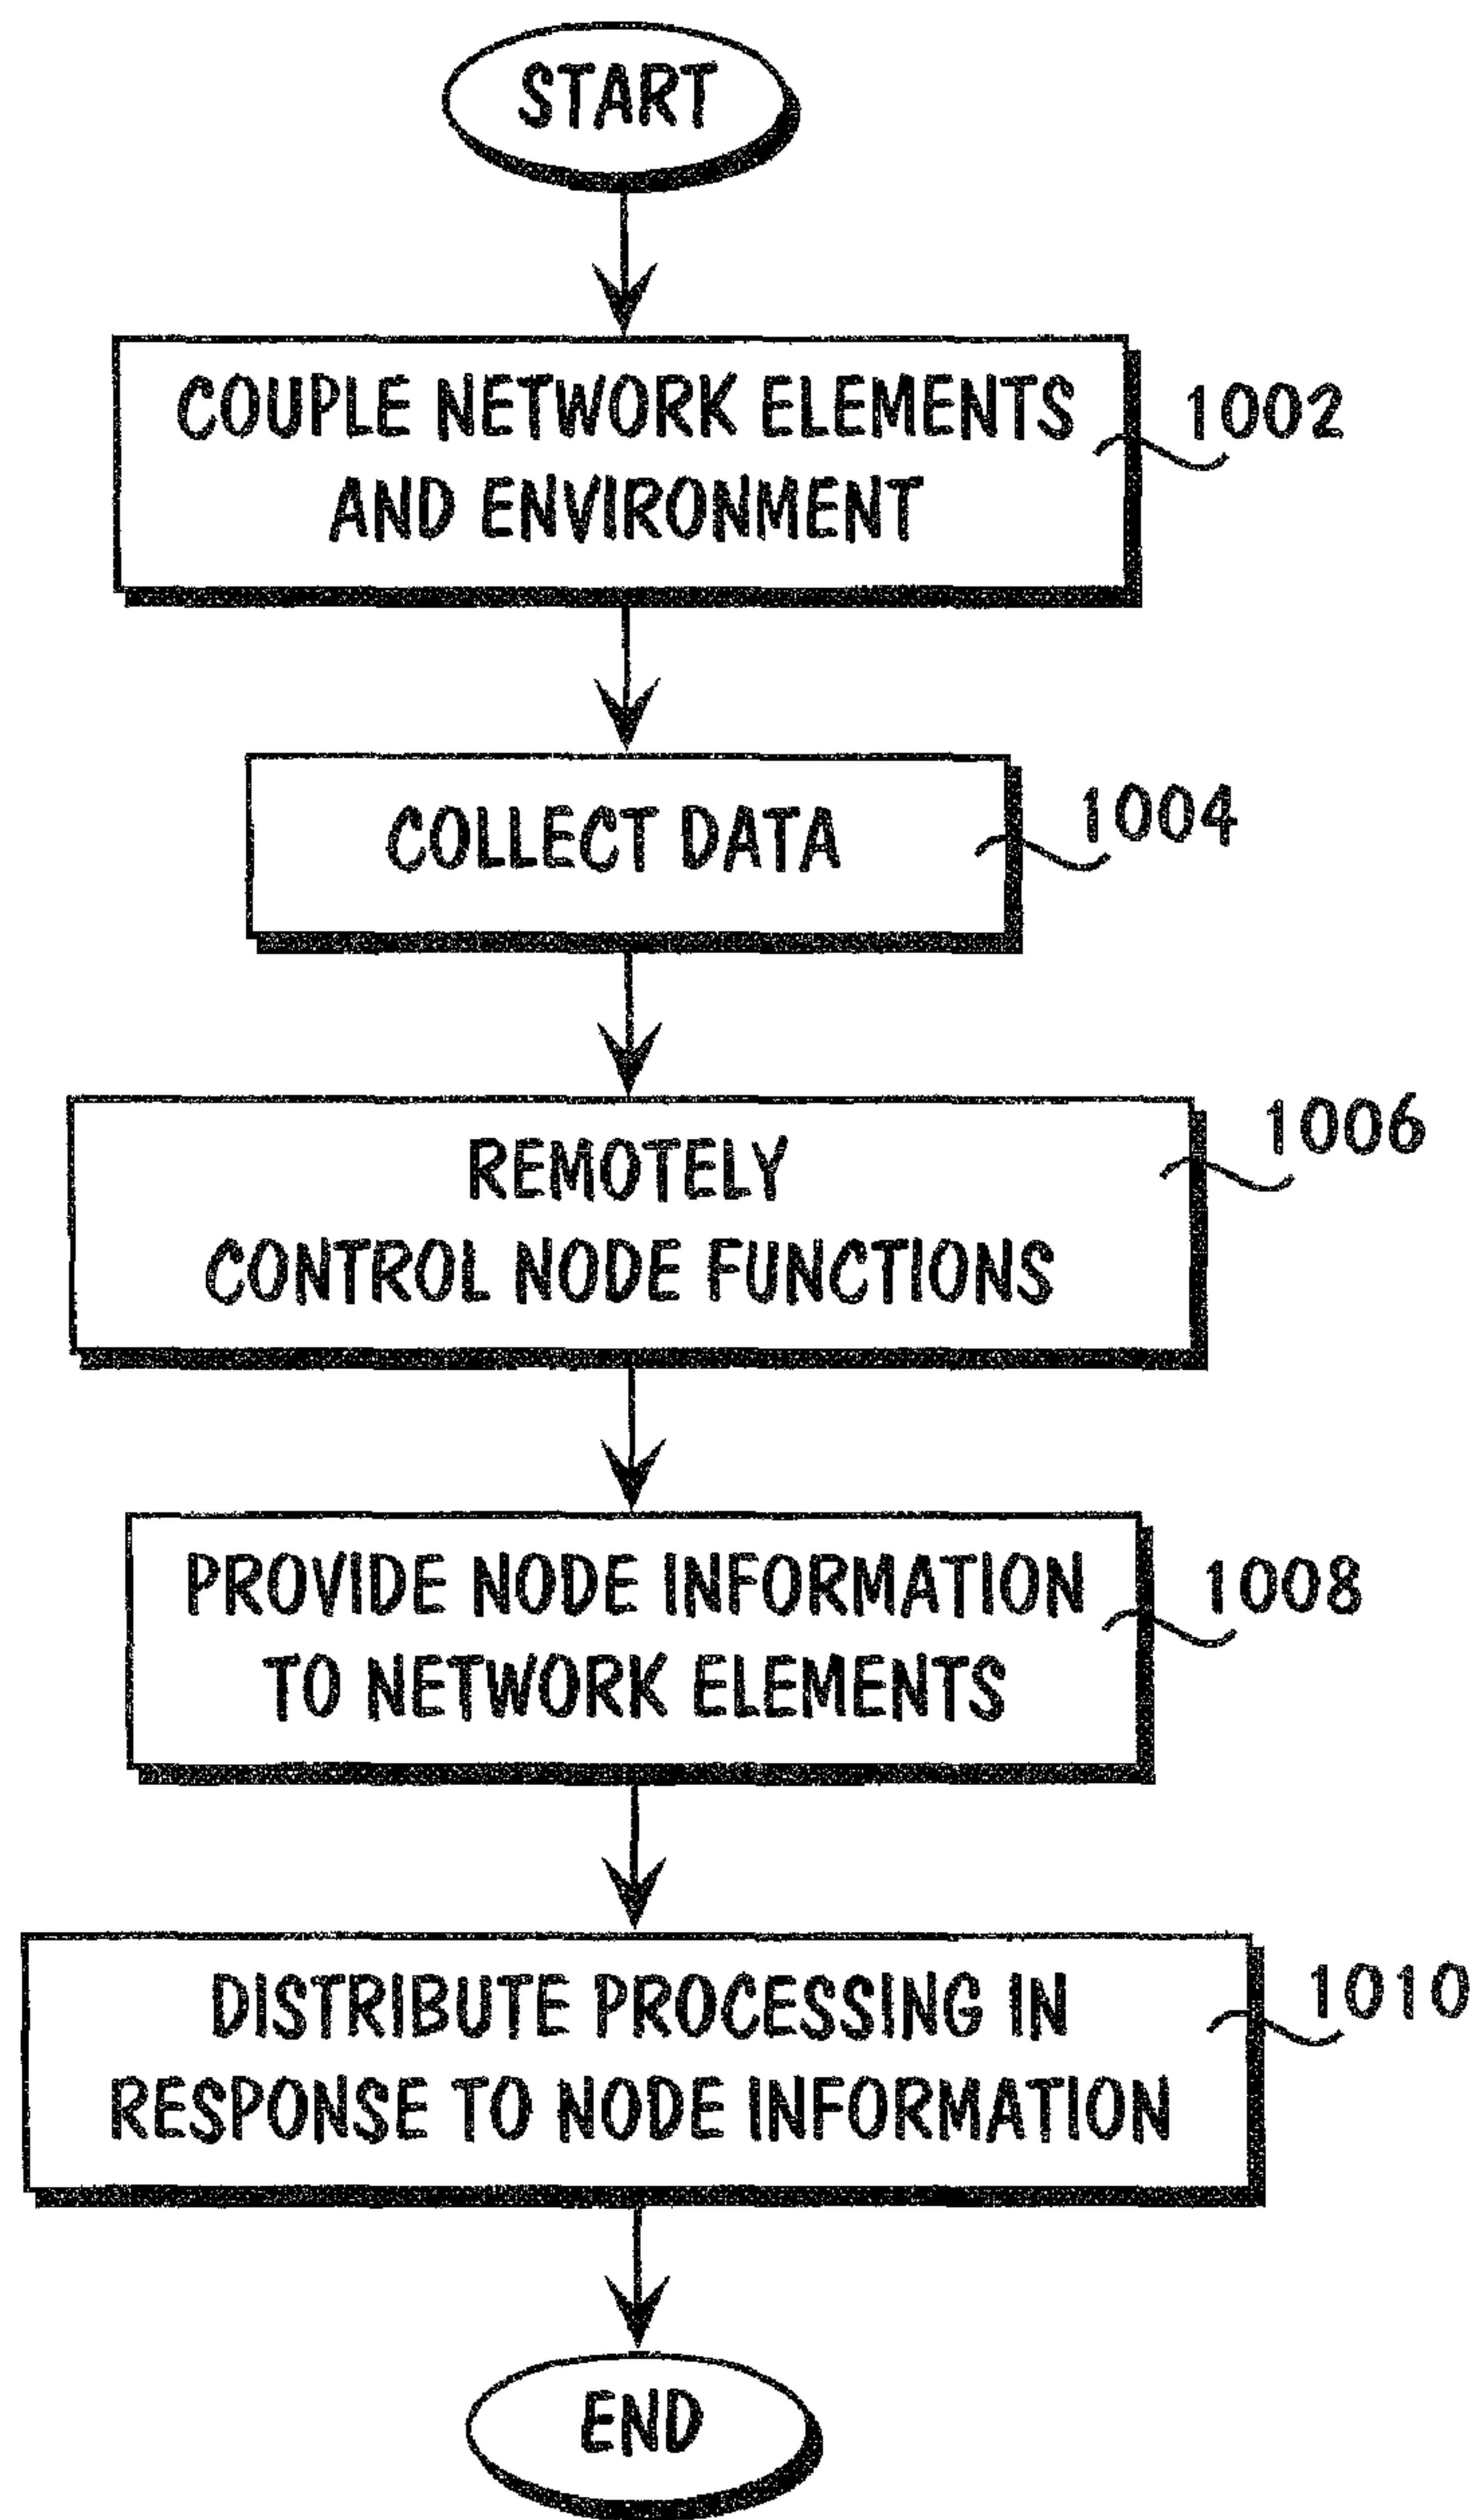 START
COUPLE NETWORK ELEMENTS
AND ENVIRONMENT
1002
COLLECT DATA
1004
REMOTELY
CONTROL NODE FUNCTIONS
1006
PROVIDE NODE INFORMATION
TO NETWORK ELEMENTS
1008
DISTRIBUTE PROCESSING IN
RESPONSE TO NODE INFORMATION
1010
END